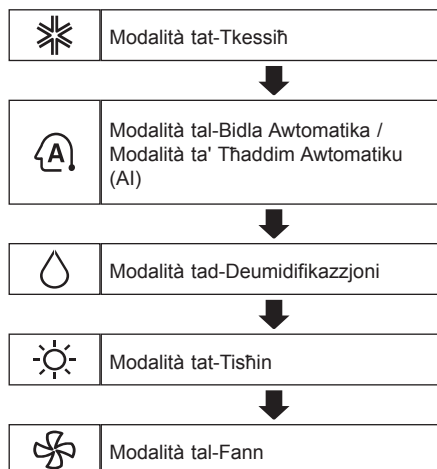 Modalità tat-Tkessiħ
A
Modalità tal-Bidla Awtomatika /
Modalità ta' Tħaddim Awtomatiku
(AI)
Modalità tad-Deumidifikazzjoni
Modalità tat-Tisħin
Modalità tal-Fann